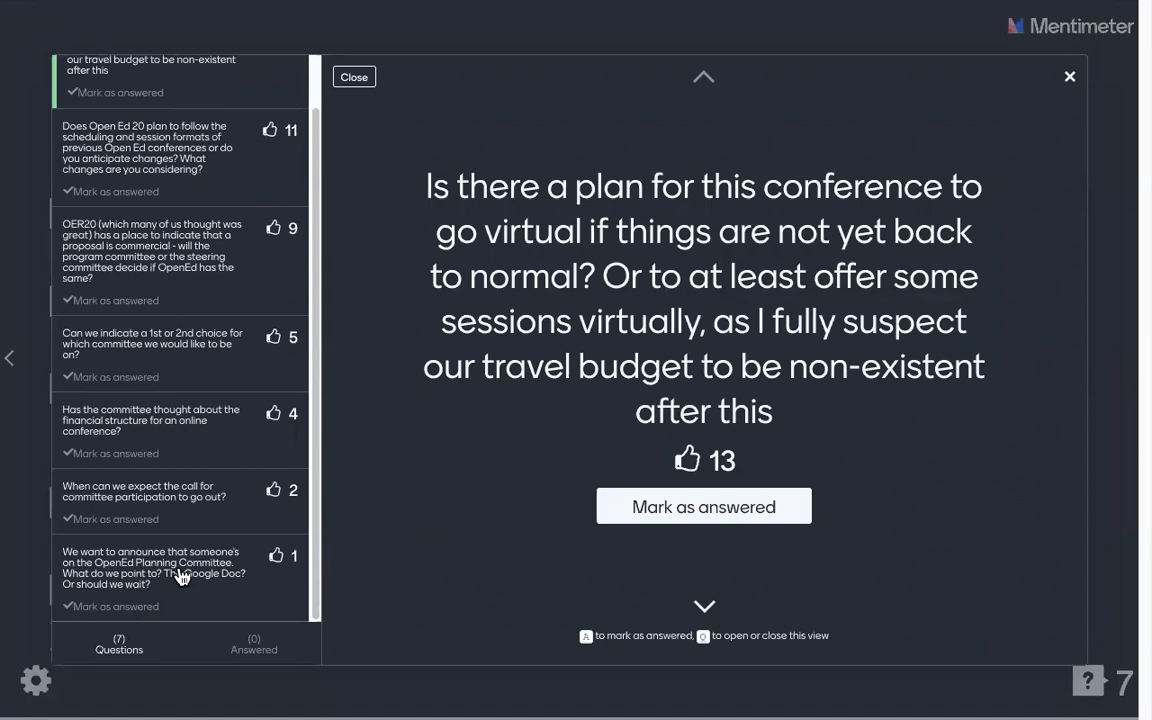 Mentimeter
our travel budget to be non-existent
after this
Mark as answered
Does Open Ed 20 plan to follow the
scheduling and session formats of
previous Open Ed conferences or do
you anticipate changes? What
changes are you considering?
11
Mark as answered
OER20 (which many of us thought was
great) has a place to indicate that a
proposal is commercial - will the
program committee or the steering
committee decide if OpenEd has the
same?
9
Mark as answered
Can we indicate a 1st or 2nd choice for
which committee we would like to be
on?
5
Mark as answered
Has the committee thought about the
financial structure for an online
conference?
4
Mark as answered
When can we expect the call for
committee participation to go out?
2
Mark as answered
We want to announce that someone's
on the OpenEd Planning Committee.
What do we point to? The Google Doc?
Or should we wait?
1
Mark as answered
(7)
Questions
(0)
Answered
Close
Is there a plan for this conference to
go virtual if things are not yet back
to normal? Or to at least offer some
sessions virtually, as I fully suspect
our travel budget to be non-existent
after this
13
Mark as answered
A to mark as answered, Q to open or close this view
? 7